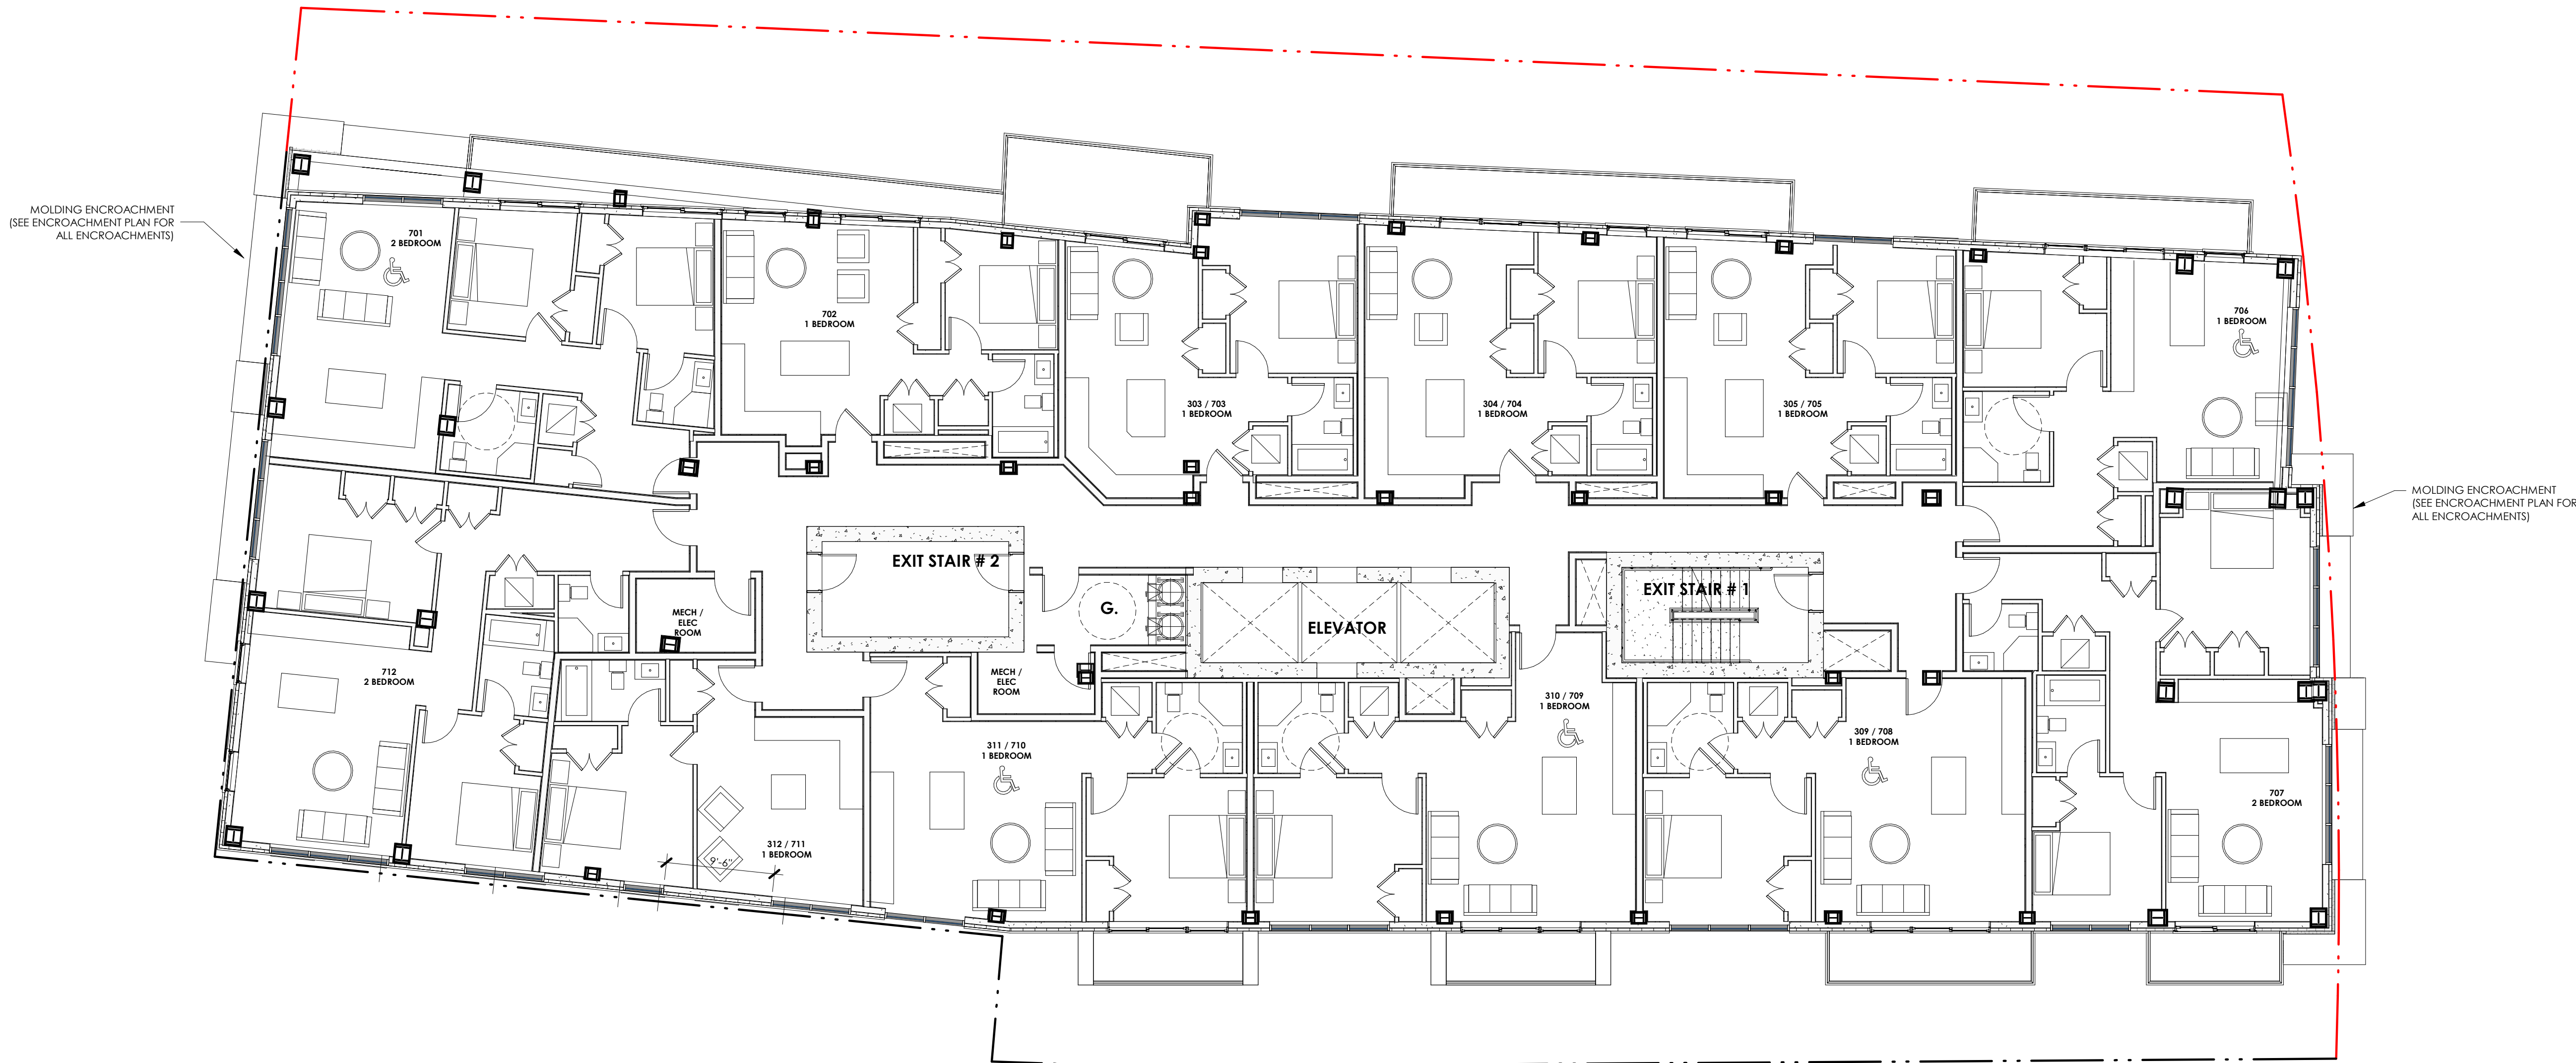 MOLDING ENCROACHMENT
(SEE ENCROACHMENT PLAN FOR
ALL ENCROACHMENTS)
701
2 BEDROOM
702
1 BEDROOM
303 / 703
1 BEDROOM
304 / 704
1 BEDROOM
305 / 705
1 BEDROOM
706
1 BEDROOM
MOLDING ENCROACHMENT
(SEE ENCROACHMENT PLAN FOR
ALL ENCROACHMENTS)
EXIT STAIR # 2
G.
ELEVATOR
EXIT STAIR # 1
MECH /
ELEC
ROOM
MECH /
ELEC
ROOM
712
2 BEDROOM
312 / 711
1 BEDROOM
9'-6"
311 / 710
1 BEDROOM
310 / 709
1 BEDROOM
309 / 708
1 BEDROOM
707
2 BEDROOM